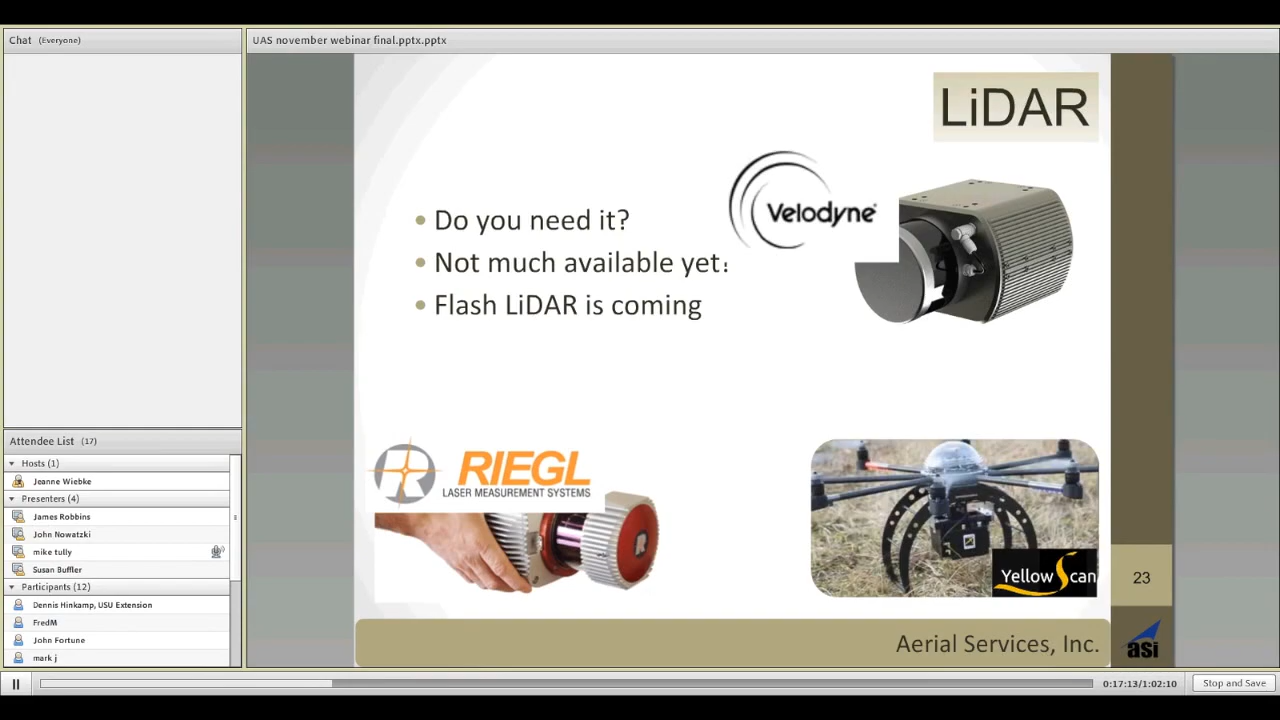 Chat (Everyone)
UAS november webinar final.pptx.pptx
LiDAR
Velodyne
• Do you need it?
• Not much available yet!
• Flash LiDAR is coming
RIEGL
LASER MEASUREMENT SYSTEMS
YellowScan
23
Aerial Services, Inc.
asi
Attendee List (17)
Hosts (1)
Jeanne Wiebke
Presenters (4)
James Robbins
John Nowatzki
mike tully
Susan Buffler
Participants (12)
Dennis Hinkamp, USU Extension
FredM
John Fortune
mark j
0:17:13/1:02:10
Stop and Save